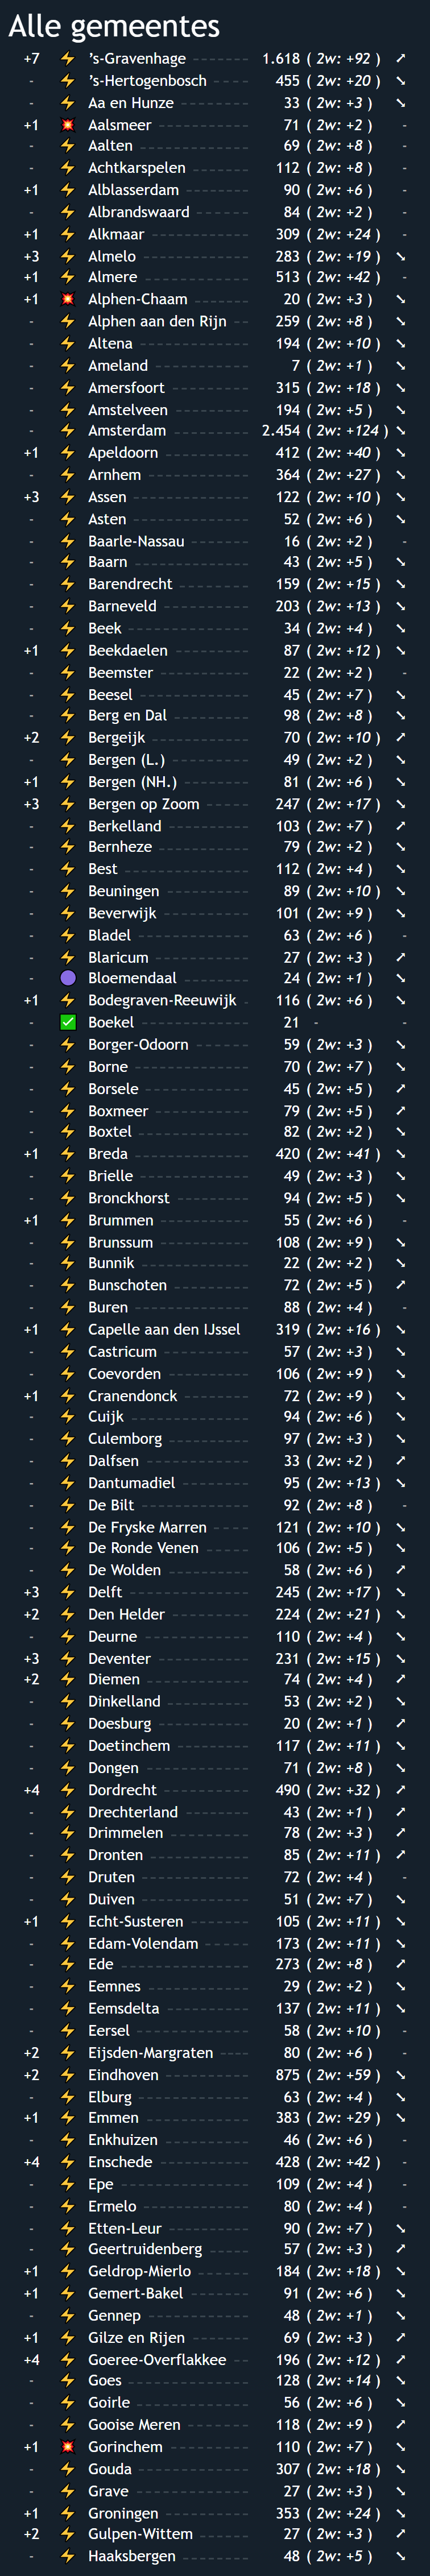 Alle gemeentes
+7 ⚡ 's-Gravenhage 1.618 ( 2w: +92 ) ➚
- ⚡ 's-Hertogenbosch 455 ( 2w: +20 ) ➘
- ⚡ Aa en Hunze 33 ( 2w: +3 ) ➘
+1 💥 Aalsmeer 71 ( 2w: +2 ) -
- ⚡ Aalten 69 ( 2w: +8 ) -
- ⚡ Achtkarspelen 112 ( 2w: +8 ) -
+1 ⚡ Alblasserdam 90 ( 2w: +6 ) -
- ⚡ Albrandswaard 84 ( 2w: +2 ) -
+1 ⚡ Alkmaar 309 ( 2w: +24 ) -
+3 ⚡ Almelo 283 ( 2w: +19 ) ➘
+1 ⚡ Almere 513 ( 2w: +42 ) -
+1 💥 Alphen-Chaam 20 ( 2w: +3 ) ➘
- ⚡ Alphen aan den Rijn 259 ( 2w: +8 ) ➘
- ⚡ Altena 194 ( 2w: +10 ) ➘
- ⚡ Ameland 7 ( 2w: +1 ) ➘
- ⚡ Amersfoort 315 ( 2w: +18 ) ➘
- ⚡ Amstelveen 194 ( 2w: +5 ) ➘
- ⚡ Amsterdam 2.454 ( 2w: +124 ) ➘
+1 ⚡ Apeldoorn 412 ( 2w: +40 ) ➘
- ⚡ Arnhem 364 ( 2w: +27 ) ➘
+3 ⚡ Assen 122 ( 2w: +10 ) ➘
- ⚡ Asten 52 ( 2w: +6 ) ➘
- ⚡ Baarle-Nassau 16 ( 2w: +2 ) -
- ⚡ Baarn 43 ( 2w: +5 ) ➘
- ⚡ Barendrecht 159 ( 2w: +15 ) ➘
- ⚡ Barneveld 203 ( 2w: +13 ) ➘
- ⚡ Beek 34 ( 2w: +4 ) ➘
+1 ⚡ Beekdaelen 87 ( 2w: +12 ) ➘
- ⚡ Beemster 22 ( 2w: +2 ) -
- ⚡ Beesel 45 ( 2w: +7 ) ➘
- ⚡ Berg en Dal 98 ( 2w: +8 ) ➘
+2 ⚡ Bergeijk 70 ( 2w: +10 ) ➚
- ⚡ Bergen (L.) 49 ( 2w: +2 ) ➘
+1 ⚡ Bergen (NH.) 81 ( 2w: +6 ) ➘
+3 ⚡ Bergen op Zoom 247 ( 2w: +17 ) ➘
- ⚡ Berkelland 103 ( 2w: +7 ) ➚
- ⚡ Bernheze 79 ( 2w: +2 ) ➘
- ⚡ Best 112 ( 2w: +4 ) ➘
- ⚡ Beuningen 89 ( 2w: +10 ) ➘
- ⚡ Beverwijk 101 ( 2w: +9 ) ➘
- ⚡ Bladel 63 ( 2w: +6 ) -
- ⚡ Blaricum 27 ( 2w: +3 ) ➚
- 🟣 Bloemendaal 24 ( 2w: +1 ) ➘
+1 ⚡ Bodegraven-Reeuwijk 116 ( 2w: +6 ) ➘
- ✅ Boekel 21 - -
- ⚡ Borger-Odoorn 59 ( 2w: +3 ) ➘
- ⚡ Borne 70 ( 2w: +7 ) ➘
- ⚡ Borsele 45 ( 2w: +5 ) ➚
- ⚡ Boxmeer 79 ( 2w: +5 ) ➚
- ⚡ Boxtel 82 ( 2w: +2 ) ➘
+1 ⚡ Breda 420 ( 2w: +41 ) ➘
- ⚡ Brielle 49 ( 2w: +3 ) ➘
- ⚡ Bronckhorst 94 ( 2w: +5 ) ➘
+1 ⚡ Brummen 55 ( 2w: +6 ) -
- ⚡ Brunssum 108 ( 2w: +9 ) ➘
- ⚡ Bunnik 22 ( 2w: +2 ) ➘
- ⚡ Bunschoten 72 ( 2w: +5 ) ➚
- ⚡ Buren 88 ( 2w: +4 ) -
+1 ⚡ Capelle aan den IJssel 319 ( 2w: +16 ) ➘
- ⚡ Castricum 57 ( 2w: +3 ) ➘
- ⚡ Coevorden 106 ( 2w: +9 ) ➘
+1 ⚡ Cranendonck 72 ( 2w: +9 ) ➘
- ⚡ Cuijk 94 ( 2w: +6 ) ➘
- ⚡ Culemborg 97 ( 2w: +3 ) ➘
- ⚡ Dalfsen 33 ( 2w: +2 ) ➚
- ⚡ Dantumadiel 95 ( 2w: +13 ) ➘
- ⚡ De Bilt 92 ( 2w: +8 ) -
- ⚡ De Fryske Marren 121 ( 2w: +10 ) ➘
- ⚡ De Ronde Venen 106 ( 2w: +5 ) ➘
- ⚡ De Wolden 58 ( 2w: +6 ) ➚
+3 ⚡ Delft 245 ( 2w: +17 ) ➘
+2 ⚡ Den Helder 224 ( 2w: +21 ) ➘
- ⚡ Deurne 110 ( 2w: +4 ) ➘
+3 ⚡ Deventer 231 ( 2w: +15 ) ➘
+2 ⚡ Diemen 74 ( 2w: +4 ) ➚
- ⚡ Dinkelland 53 ( 2w: +2 ) ➘
- ⚡ Doesburg 20 ( 2w: +1 ) ➚
- ⚡ Doetinchem 117 ( 2w: +11 ) ➘
- ⚡ Dongen 71 ( 2w: +8 ) ➘
+4 ⚡ Dordrecht 490 ( 2w: +32 ) ➚
- ⚡ Drechterland 43 ( 2w: +1 ) ➚
- ⚡ Drimmelen 78 ( 2w: +3 ) ➚
- ⚡ Dronten 85 ( 2w: +11 ) ➚
- ⚡ Druten 72 ( 2w: +4 ) -
- ⚡ Duiven 51 ( 2w: +7 ) ➘
+1 ⚡ Echt-Susteren 105 ( 2w: +11 ) ➘
- ⚡ Edam-Volendam 173 ( 2w: +11 ) ➘
- ⚡ Ede 273 ( 2w: +8 ) ➚
- ⚡ Eemnes 29 ( 2w: +2 ) ➘
- ⚡ Eemsdelta 137 ( 2w: +11 ) ➘
- ⚡ Eersel 58 ( 2w: +10 ) -
+2 ⚡ Eijsden-Margraten 80 ( 2w: +6 ) -
+2 ⚡ Eindhoven 875 ( 2w: +59 ) ➘
- ⚡ Elburg 63 ( 2w: +4 ) ➘
+1 ⚡ Emmen 383 ( 2w: +29 ) ➘
- ⚡ Enkhuizen 46 ( 2w: +6 ) -
+4 ⚡ Enschede 428 ( 2w: +42 ) -
- ⚡ Epe 109 ( 2w: +4 ) -
- ⚡ Ermelo 80 ( 2w: +4 ) -
- ⚡ Etten-Leur 90 ( 2w: +7 ) ➘
- ⚡ Geertruidenberg 57 ( 2w: +3 ) ➚
+1 ⚡ Geldrop-Mierlo 184 ( 2w: +18 ) ➘
+1 ⚡ Gemert-Bakel 91 ( 2w: +6 ) ➘
- ⚡ Gennep 48 ( 2w: +1 ) ➘
+1 ⚡ Gilze en Rijen 69 ( 2w: +3 ) ➚
+4 ⚡ Goeree-Overflakkee 196 ( 2w: +12 ) ➚
- ⚡ Goes 128 ( 2w: +14 ) ➘
- ⚡ Goirle 56 ( 2w: +6 ) ➘
- ⚡ Gooise Meren 118 ( 2w: +9 ) ➚
+1 💥 Gorinchem 110 ( 2w: +7 ) ➘
- ⚡ Gouda 307 ( 2w: +18 ) ➘
- ⚡ Grave 27 ( 2w: +3 ) ➘
+1 ⚡ Groningen 353 ( 2w: +24 ) ➘
+2 ⚡ Gulpen-Wittem 27 ( 2w: +3 ) ➚
- ⚡ Haaksbergen 48 ( 2w: +5 ) ➘